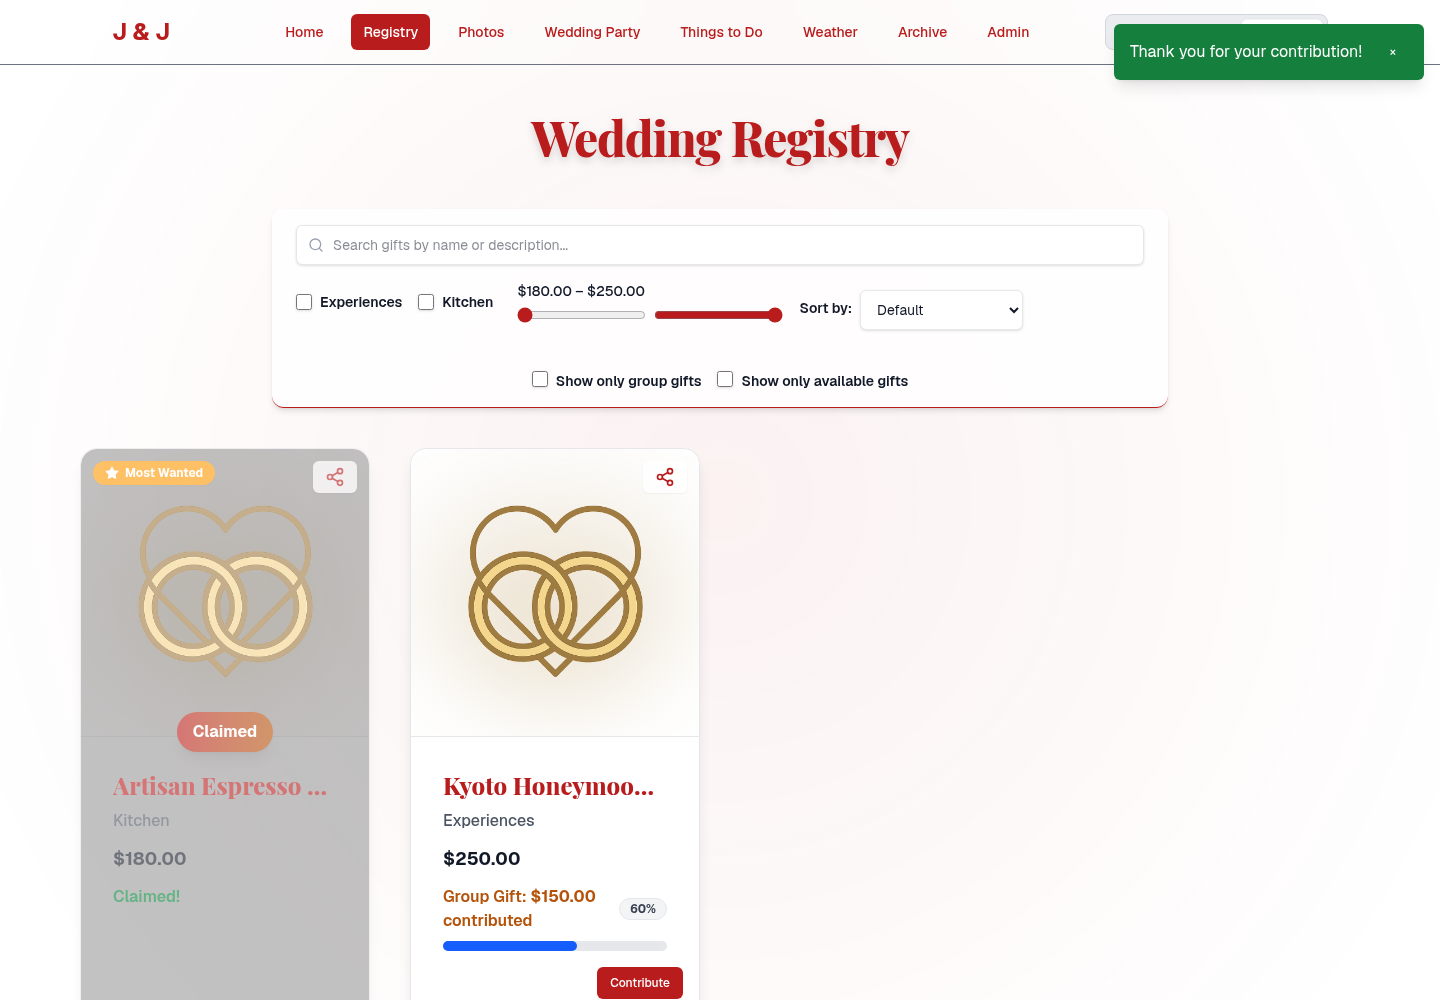 J & J
Home
Registry
Photos
Wedding Party
Things to Do
Weather
Archive
Admin
Thank you for your contribution!
×
Wedding Registry
Search gifts by name or description...
Experiences
Kitchen
$180.00 – $250.00
Sort by:
Default
Show only group gifts
Show only available gifts
Most Wanted
Claimed
Artisan Espresso ...
Kitchen
$180.00
Claimed!
Kyoto Honeymoo...
Experiences
$250.00
Group Gift: $150.00
contributed
60%
Contribute